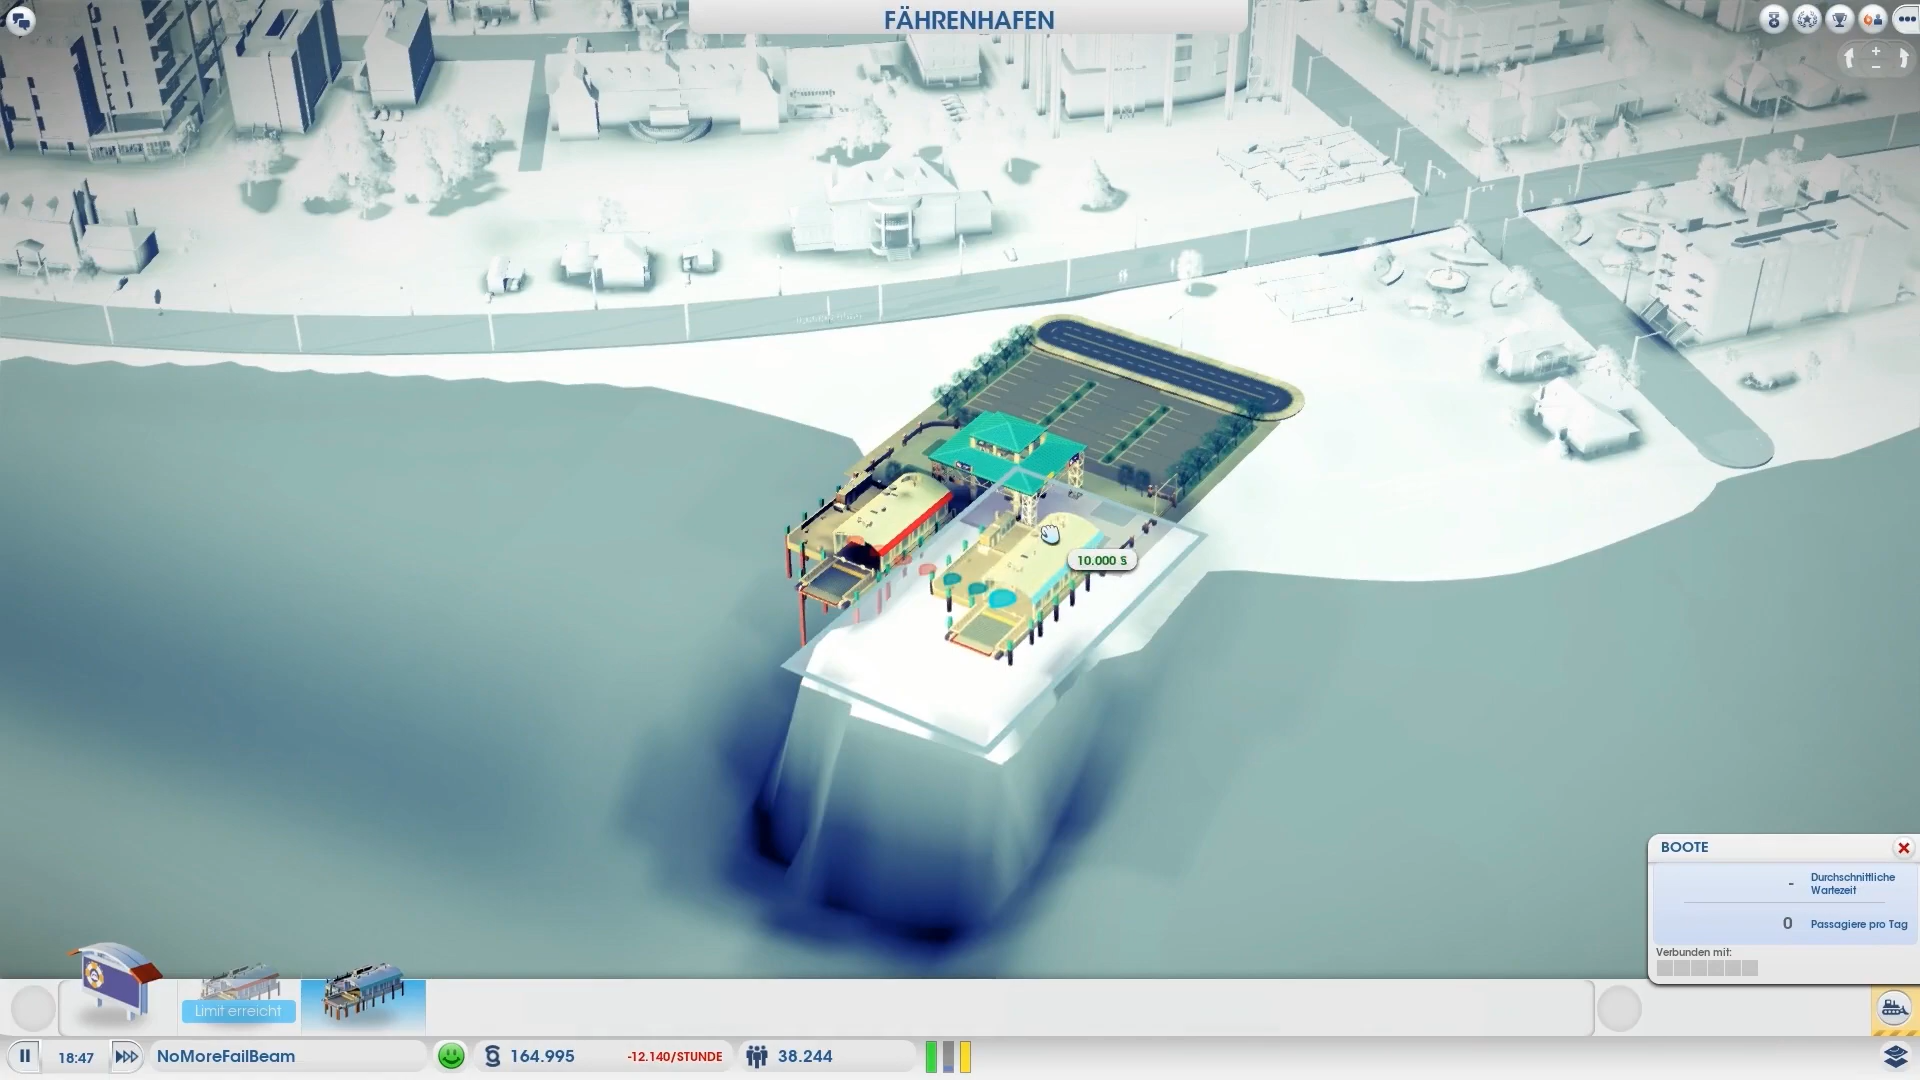 FÄHRENHAFEN
10.000 §
BOOTE
- Durchschnittliche
Wartezeit
0 Passagiere pro Tag
Verbunden mit:
Limit erreicht
18:47
NoMoreFailBeam
164.995
-12.140/STUNDE
38.244